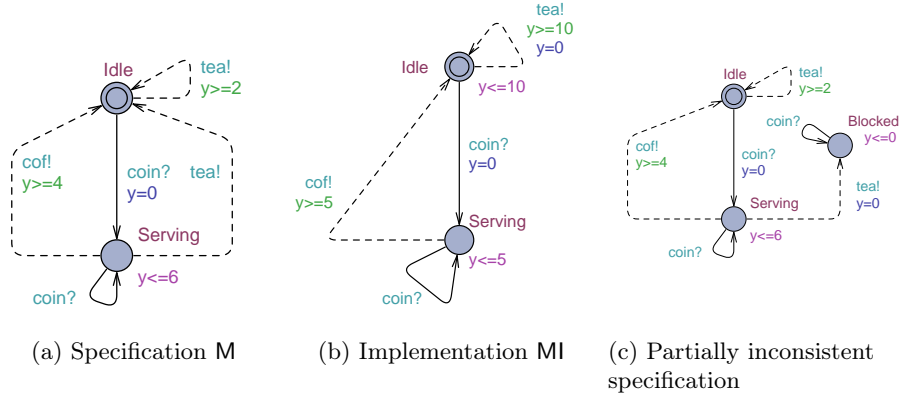 Idle
tea!
y>=2
cof!
y>=4
coin?
y=0
tea!
Serving
y<=6
coin?
(a) Specification M
tea!
y>=10
y=0
Idle
y<=10
coin?
y=0
cof!
y>=5
Serving
y<=5
coin?
(b) Implementation MI
Idle
tea!
y>=2
coin?
Blocked
y<=0
cof!
y>=4
coin?
y=0
tea!
y=0
Serving
y<=6
coin?
(c) Partially inconsistent
specification